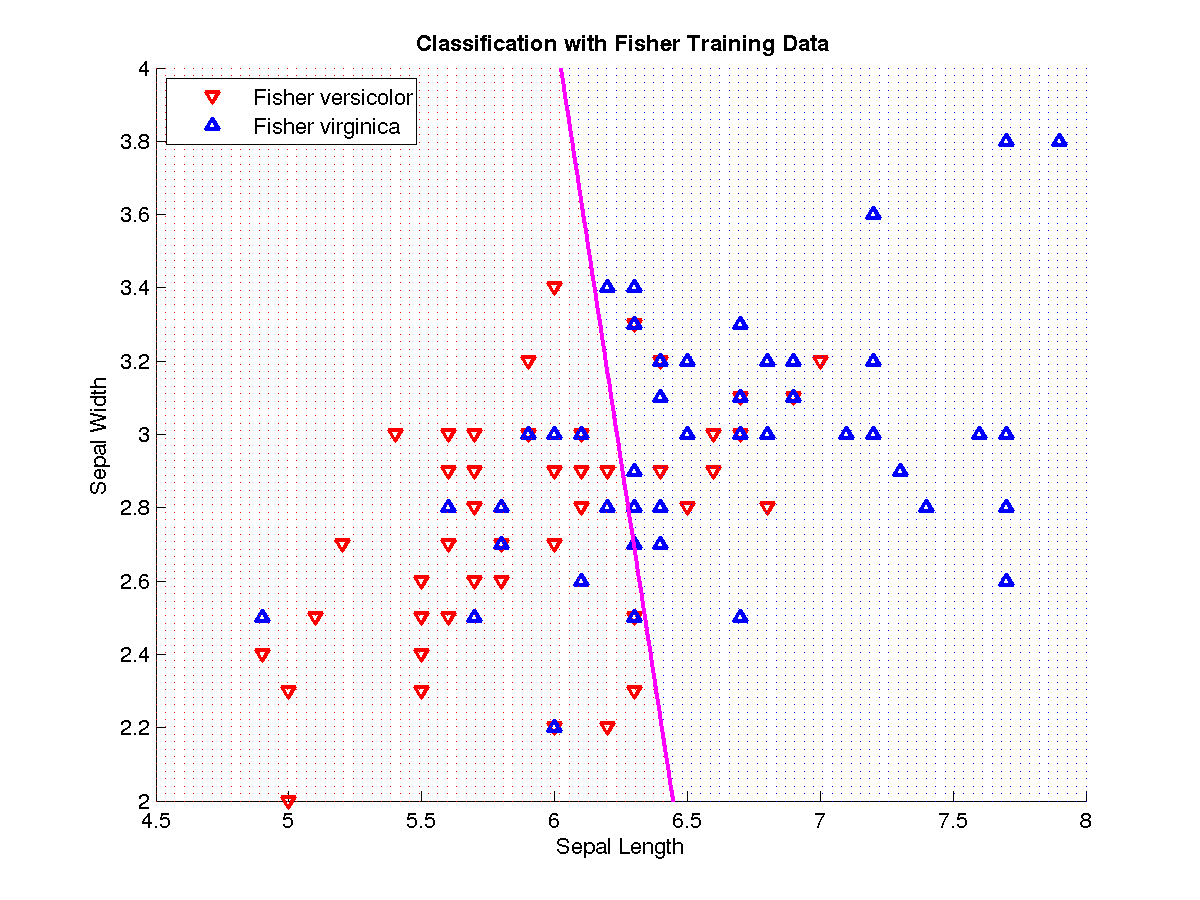 Classification with Fisher Training Data
Fisher versicolor
Fisher virginica
Sepal Width
4
3.8
3.6
3.4
3.2
3
2.8
2.6
2.4
2.2
2
4.5 5 5.5 6 6.5 7 7.5 8
Sepal Length